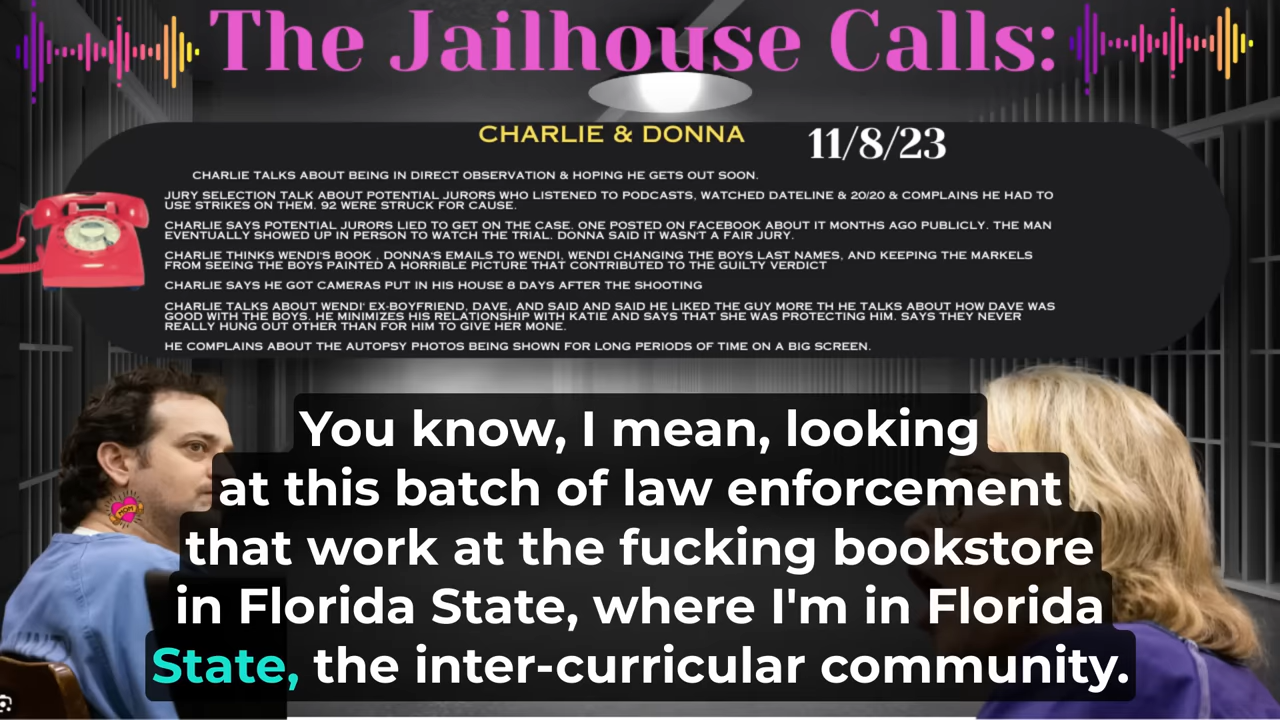 The Jailhouse Calls:
CHARLIE & DONNA 11/8/23
CHARLIE TALKS ABOUT BEING IN DIRECT OBSERVATION & HOPING HE GETS OUT SOON.
JURY SELECTION TALK ABOUT POTENTIAL JURORS WHO LISTENED TO PODCASTS, WATCHED DATELINE & 20/20 & COMPLAINS HE HAD TO
USE STRIKES ON THEM. 92 WERE STRUCK FOR CAUSE.
CHARLIE SAYS POTENTIAL JURORS LIED TO GET ON THE CASE. ONE POSTED ON FACEBOOK ABOUT IT MONTHS AGO PUBLICLY. THE MAN
EVENTUALLY SHOWED UP IN PERSON TO WATCH THE TRIAL. DONNA SAID IT WASN'T A FAIR JURY.
CHARLIE THINKS WENDI'S BOOK , DONNA'S EMAILS TO WENDI, WENDI CHANGING THE BOYS LAST NAMES, AND KEEPING THE MARKELS
FROM SEEING THE BOYS PAINTED A HORRIBLE PICTURE THAT CONTRIBUTED TO THE GUILTY VERDICT
CHARLIE SAYS HE GOT CAMERAS PUT IN HIS HOUSE 8 DAYS AFTER THE SHOOTING
CHARLIE TALKS ABOUT WENDI' EX-BOYFRIEND, DAVE, AND SAID AND SAID HE LIKED THE GUY MORE TH HE TALKS ABOUT HOW DAVE WAS
GOOD WITH THE BOYS. HE MINIMIZES HIS RELATIONSHIP WITH KATIE AND SAYS THAT SHE WAS PROTECTING HIM. SAYS THEY NEVER
REALLY HUNG OUT OTHER THAN FOR HIM TO GIVE HER MONE.
HE COMPLAINS ABOUT THE AUTOPSY PHOTOS BEING SHOWN FOR LONG PERIODS OF TIME ON A BIG SCREEN.
MOM
You know, I mean, looking
at this batch of law enforcement
that work at the fucking bookstore
in Florida State, where I'm in Florida
State, the inter-curricular community.